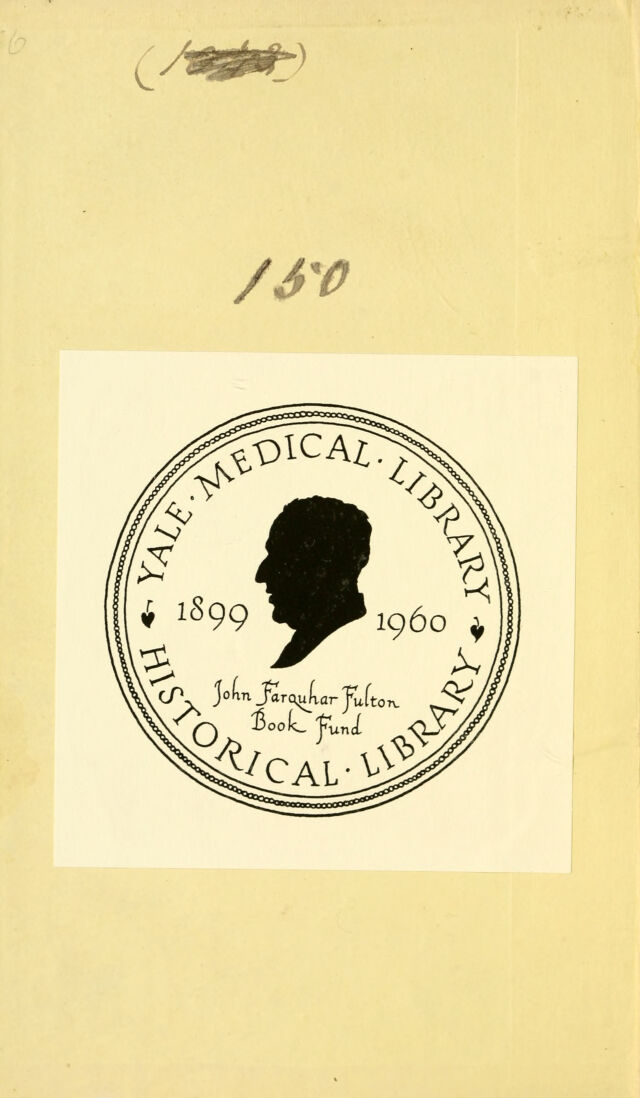 150
YALE · MEDICAL · LIBRARY
1899 1960
John Farquhar Fulton
Book Fund
HISTORICAL · LIBRARY